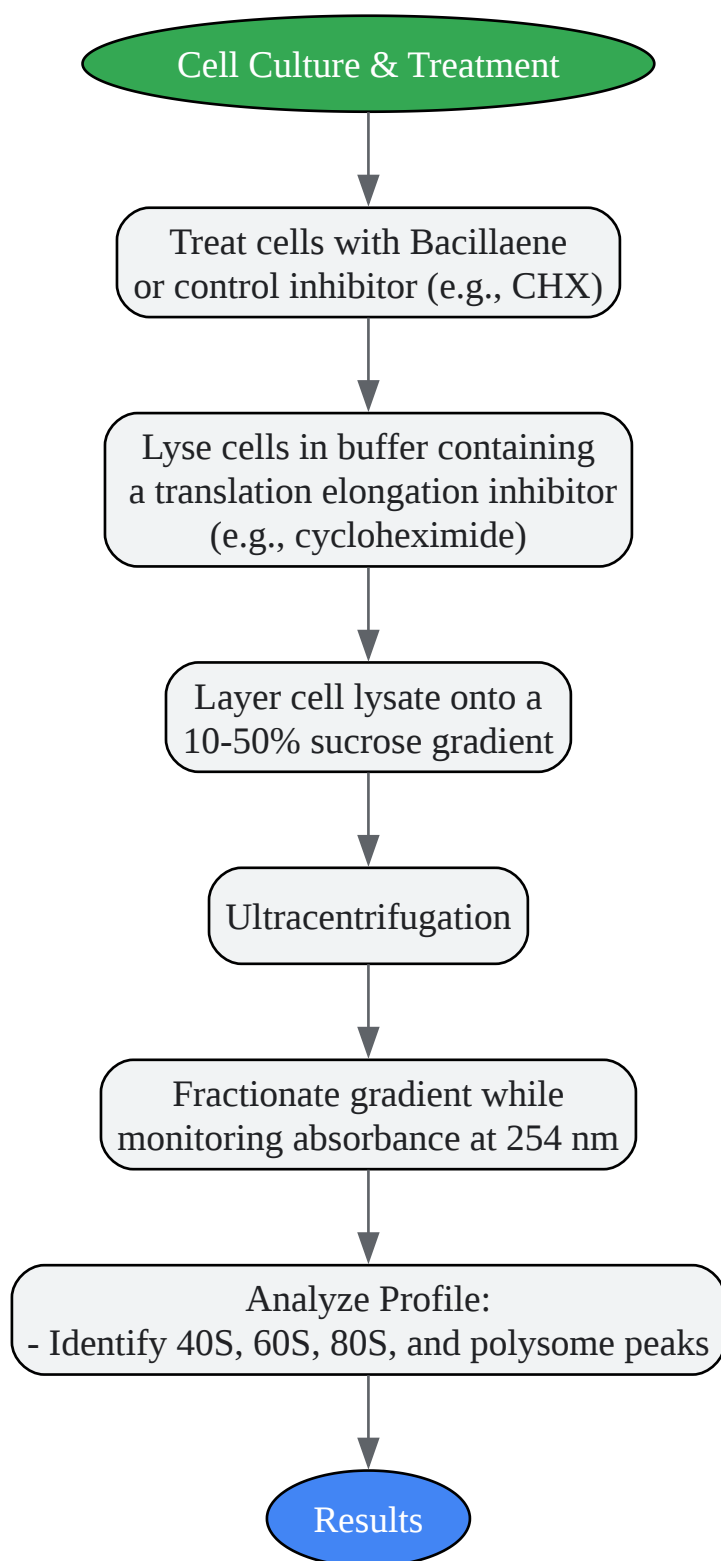 Cell Culture & Treatment
Treat cells with Bacillaene
or control inhibitor (e.g., CHX)
Lyse cells in buffer containing
a translation elongation inhibitor
(e.g., cycloheximide)
Layer cell lysate onto a
10-50% sucrose gradient
Ultracentrifugation
Fractionate gradient while
monitoring absorbance at 254 nm
Analyze Profile:
- Identify 40S, 60S, 80S, and polysome peaks
Results